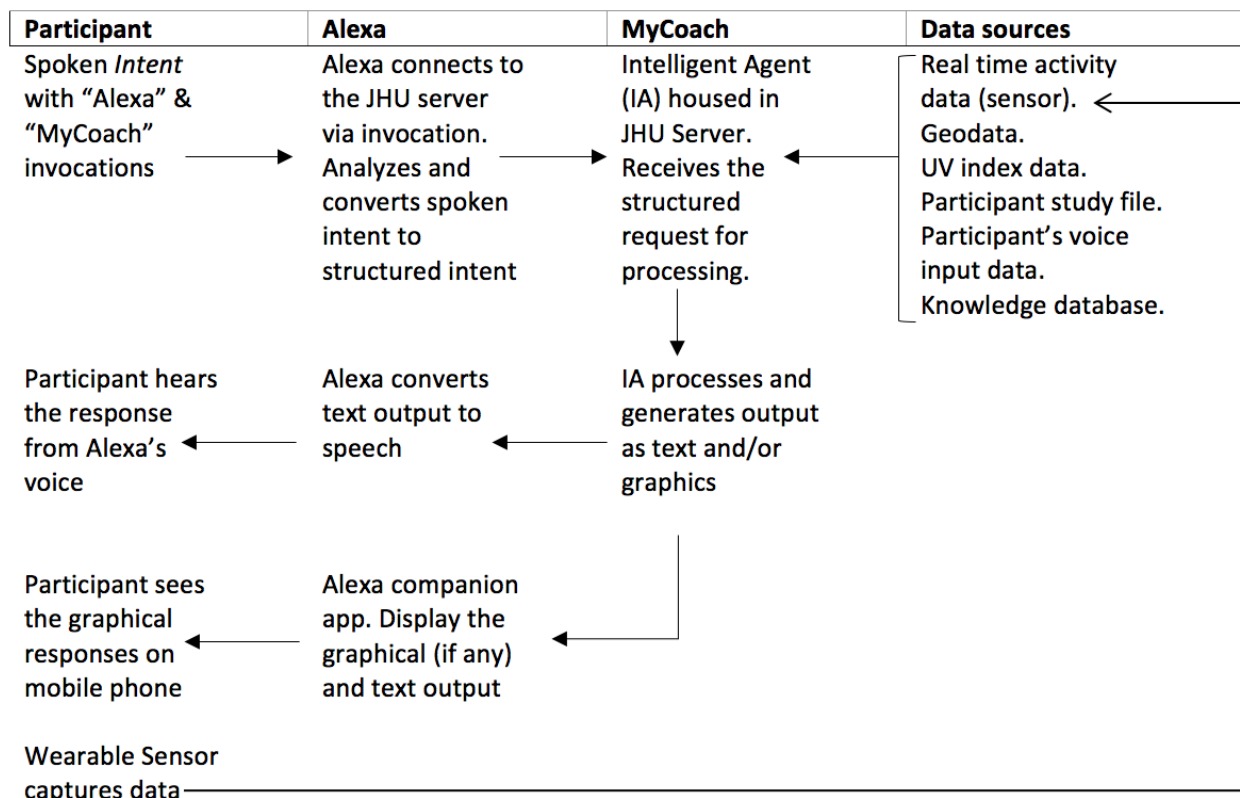 Participant
Alexa
MyCoach
Data sources
Spoken Intent
with “Alexa” &
“MyCoach”
invocations
Alexa connects to
the JHU server
via invocation.
Analyzes and
converts spoken
intent to
structured intent
Intelligent Agent
(IA) housed in
JHU Server.
Receives the
structured
request for
processing.
Real time activity
data (sensor).
Geodata.
UV index data.
Participant study file.
Participant’s voice
input data.
Knowledge database.
Participant hears
the response
from Alexa’s
voice
Alexa converts
text output to
speech
IA processes and
generates output
as text and/or
graphics
Participant sees
the graphical
responses on
mobile phone
Alexa companion
app. Display the
graphical (if any)
and text output
Wearable Sensor
captures data